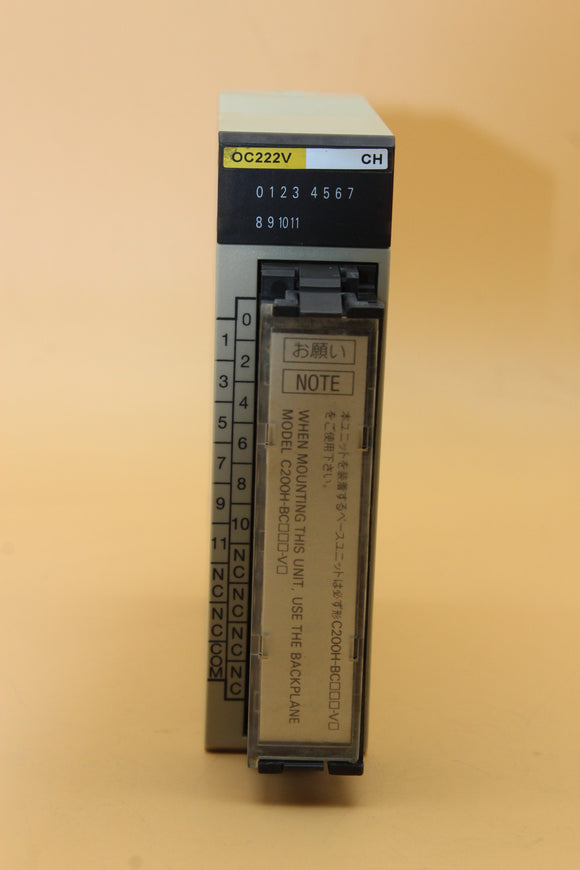 OC222V CH
0 1 2 3 4 5 6 7
8 9 10 11
0
1
2
3
4
5
6
7
8
9
10
11
NC
NC
NC
NC
NC
COM
NC
お願い
NOTE
本ユニットを装着するベースユニットは必ず形C200H-BC□□□-V□
をご使用下さい。
WHEN MOUNTING THIS UNIT, USE THE BACKPLANE
MODEL C200H-BC□□□-V□